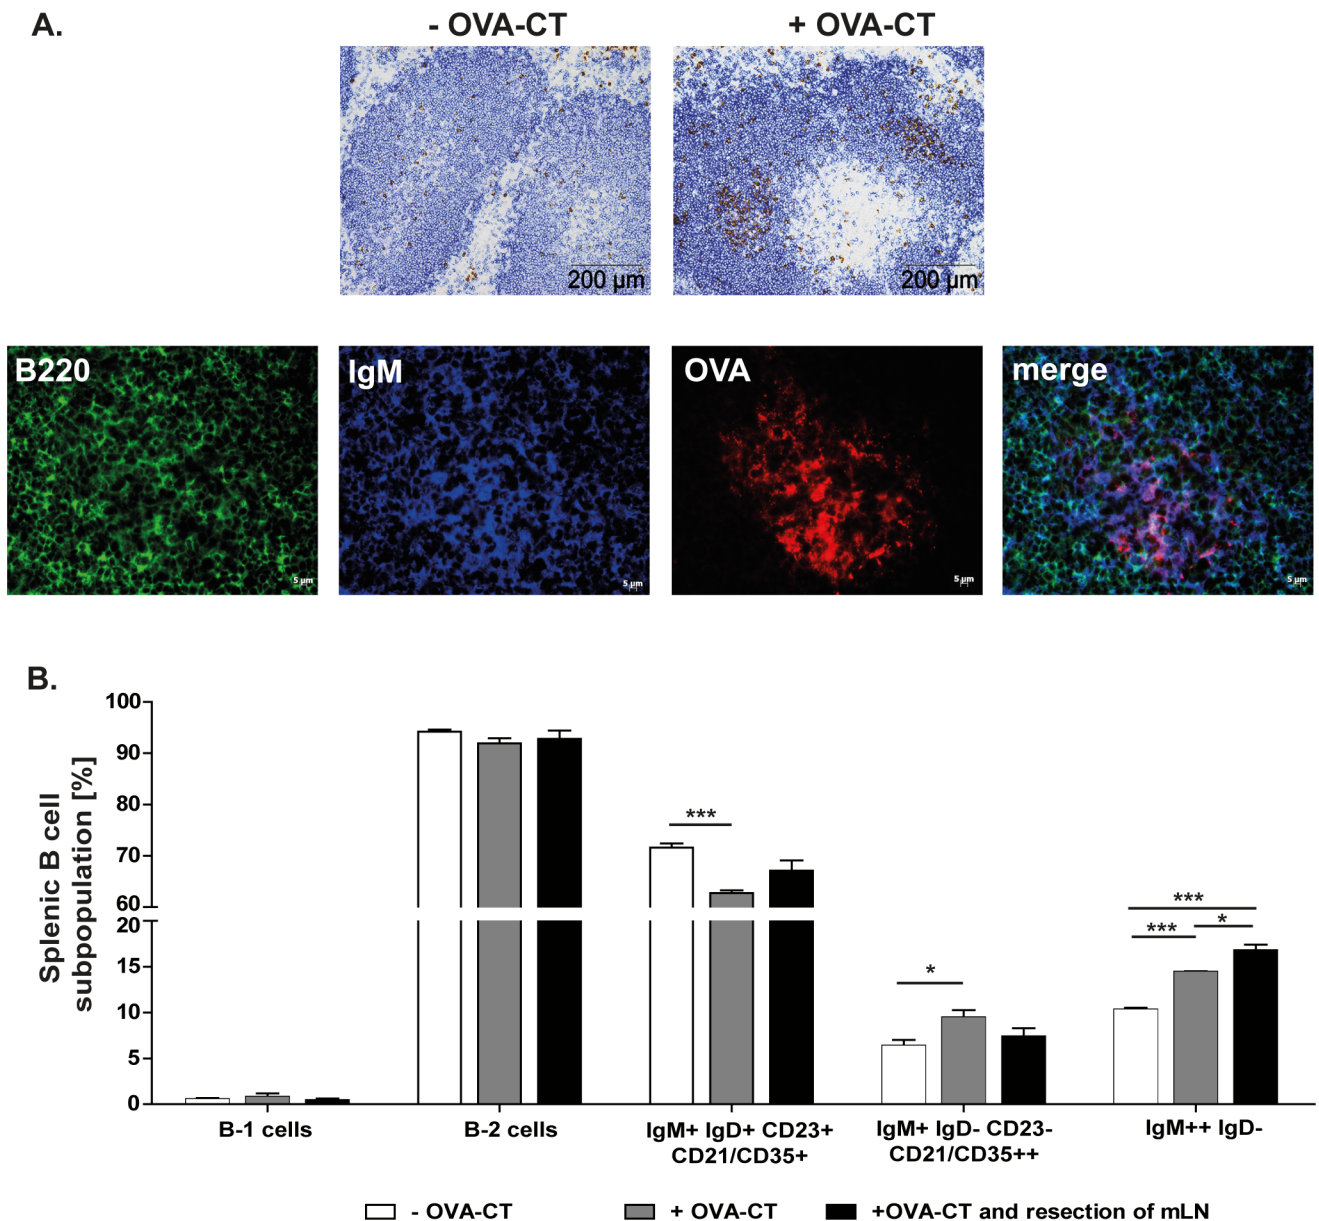 A.
- OVA-CT
+ OVA-CT
200 µm
200 µm
B220
IgM
OVA
merge
5 µm
5 µm
5 µm
5 µm
B.
Splenic B cell
subpopulation [%]
100
90
80
70
60
20
15
10
5
0
***
*
***
***
*
B-1 cells
B-2 cells
IgM+ IgD+ CD23+
CD21/CD35+
IgM+ IgD- CD23-
CD21/CD35++
IgM++ IgD-
- OVA-CT
+ OVA-CT
+OVA-CT and resection of mLN